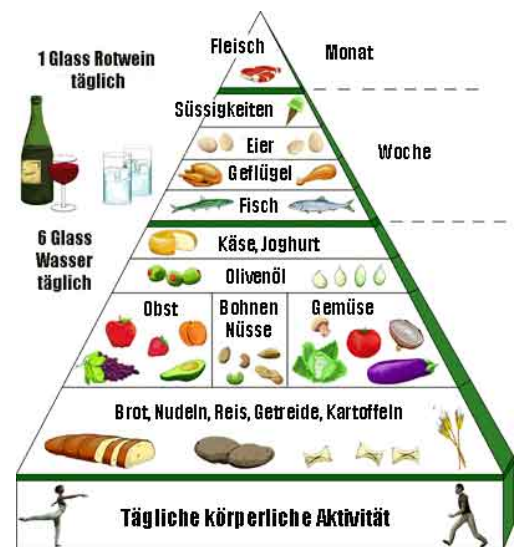 Fleisch
Monat
1 Glass Rotwein
täglich
Süssigkeiten
Eier
Woche
Geflügel
Fisch
6 Glass
Wasser
täglich
Käse, Joghurt
Olivenöl
Obst
Bohnen
Nüsse
Gemüse
Brot, Nudeln, Reis, Getreide, Kartoffeln
Tägliche körperliche Aktivität